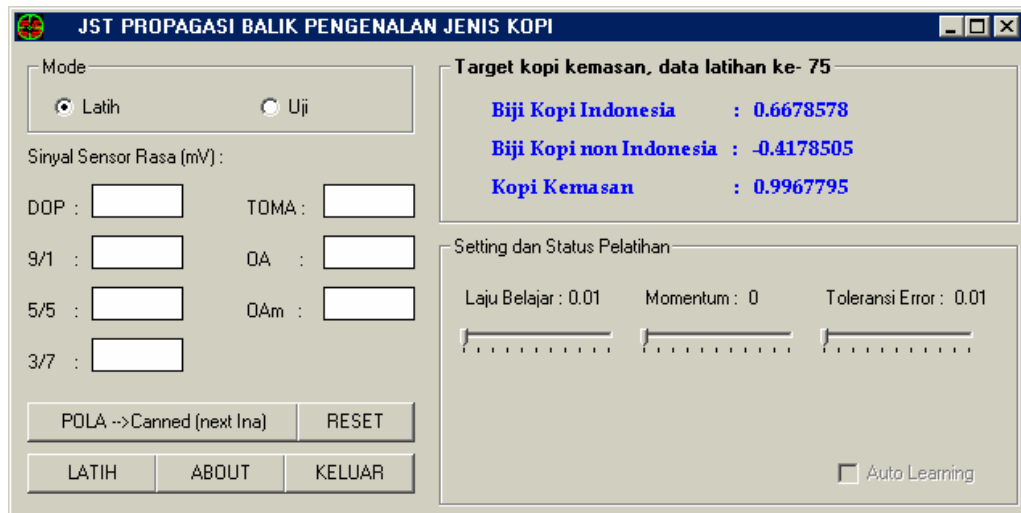 JST PROPAGASI BALIK PENGENALAN JENIS KOPI
Mode
Latih Uji
Sinyal Sensor Rasa (mV) :
DOP : TOMA :
9/1 : OA :
5/5 : OAm :
3/7 :
POLA -->Canned (next Ina) RESET
LATIH ABOUT KELUAR
Target kopi kemasan, data latihan ke- 75
Biji Kopi Indonesia : 0.6678578
Biji Kopi non Indonesia : -0.4178505
Kopi Kemasan : 0.9967795
Setting dan Status Pelatihan
Laju Belajar : 0.01 Momentum : 0 Toleransi Error : 0.01
Auto Learning